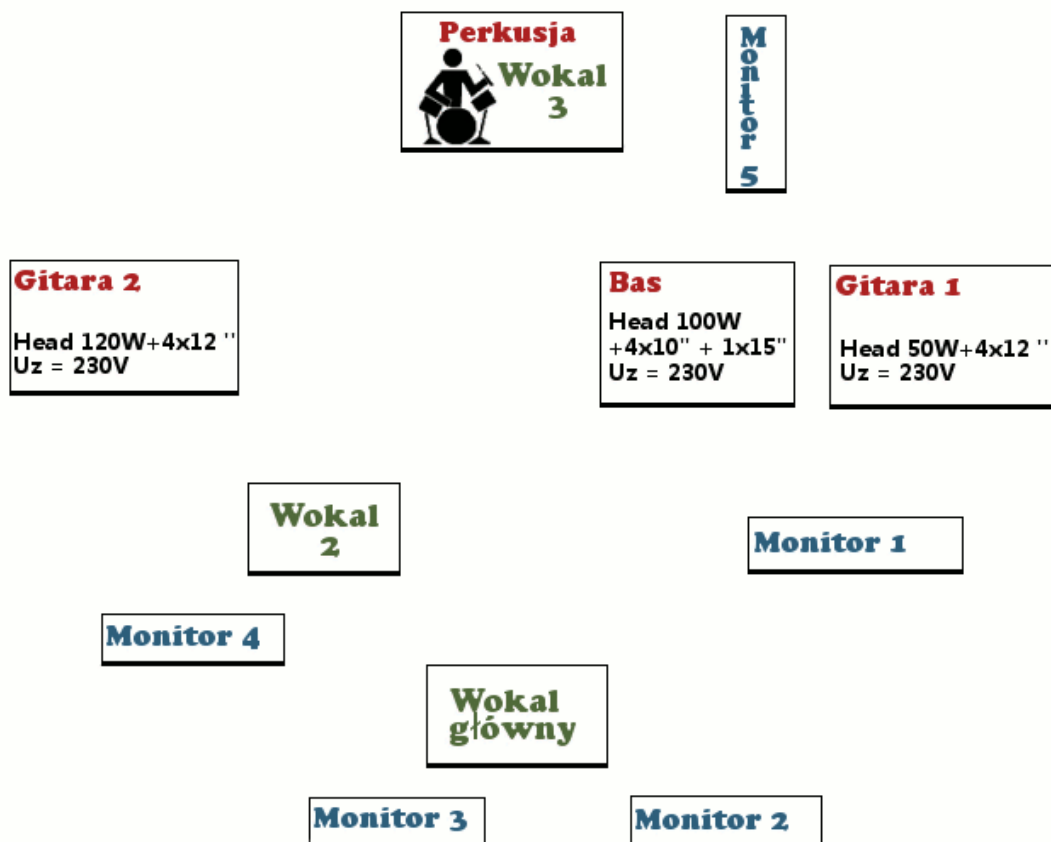 Perkusja
Wokal
3
Monitor 5
Gitara 2
Head 120W+4x12 ''
Uz = 230V
Bas
Head 100W
+4x10" + 1x15"
Uz = 230V
Gitara 1
Head 50W+4x12 ''
Uz = 230V
Wokal
2
Monitor 1
Monitor 4
Wokal
główny
Monitor 3
Monitor 2